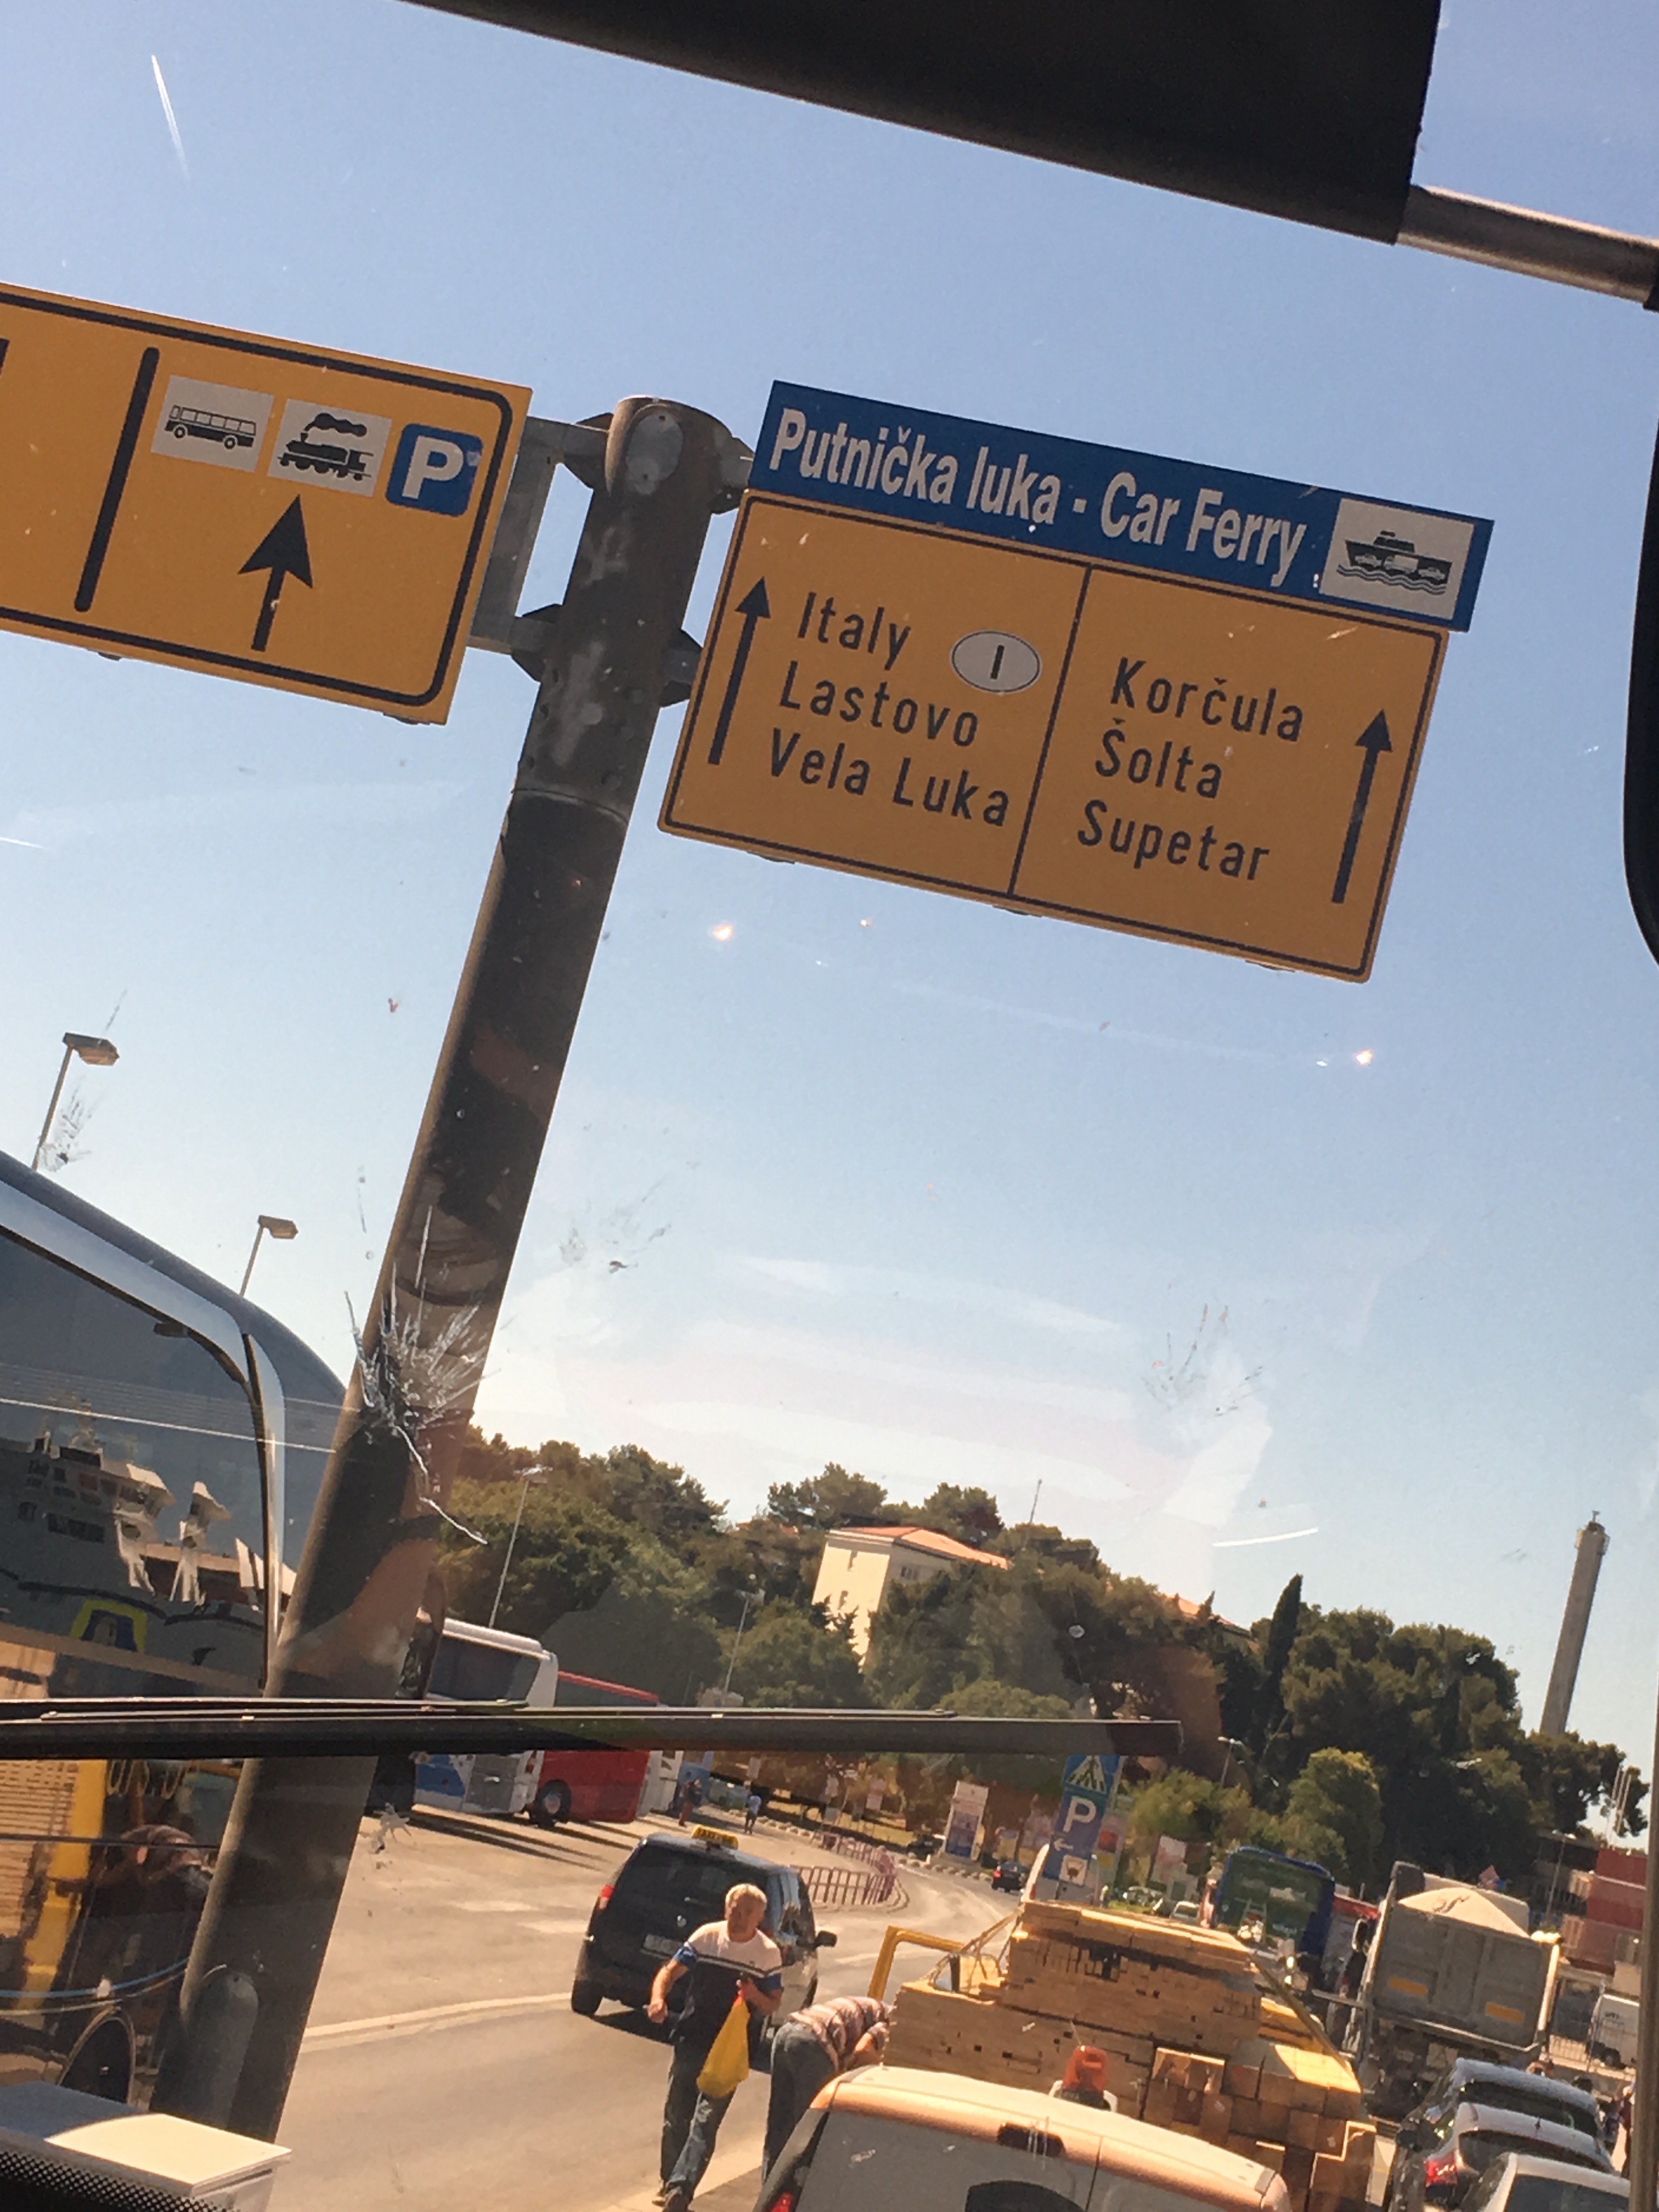 P
Putnička luka - Car Ferry
Italy I
Lastovo
Vela Luka
Korčula
Šolta
Supetar
P